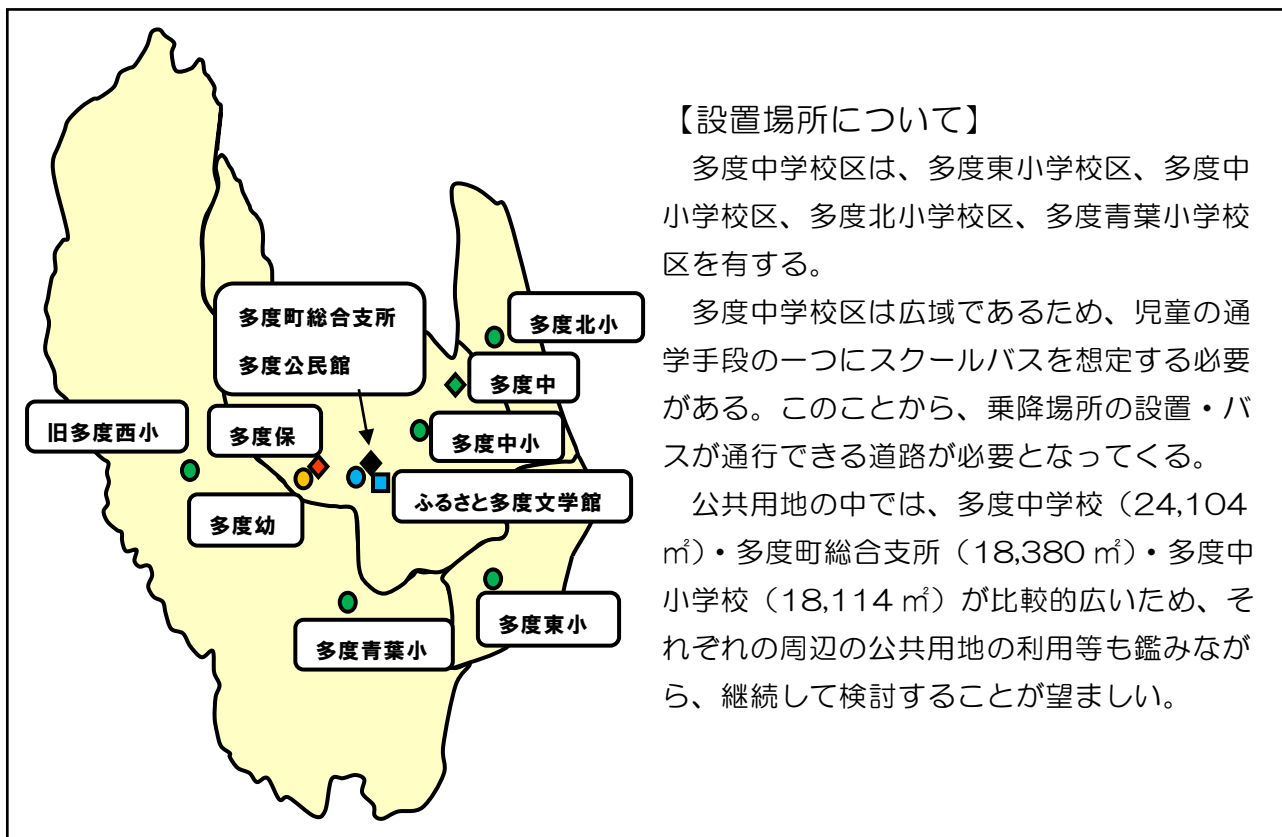 多度町総合支所
多度公民館
多度北小
多度中
旧多度西小
多度保
多度中小
多度幼
ふるさと多度文学館
多度青葉小
多度東小
【設置場所について】
　多度中学校区は、多度東小学校区、多度中
小学校区、多度北小学校区、多度青葉小学校
区を有する。
　多度中学校区は広域であるため、児童の通
学手段の一つにスクールバスを想定する必要
がある。このことから、乗降場所の設置・バ
スが通行できる道路が必要となってくる。
　公共用地の中では、多度中学校（24,104
㎡）・多度町総合支所（18,380 ㎡）・多度中
小学校（18,114 ㎡）が比較的広いため、そ
れぞれの周辺の公共用地の利用等も鑑みなが
ら、継続して検討することが望ましい。